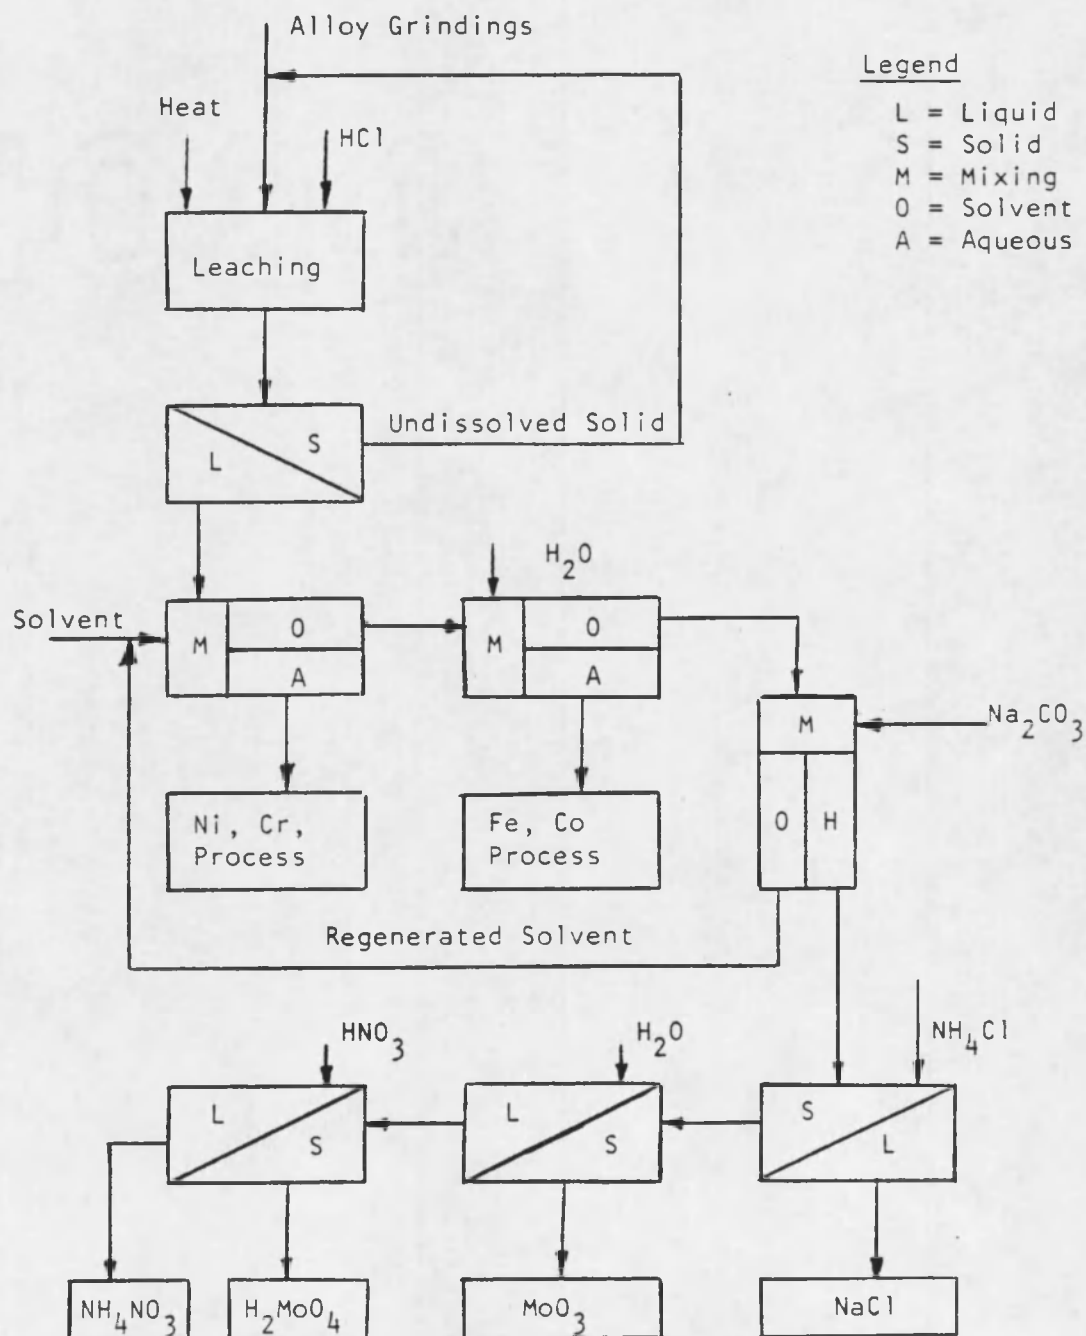 Alloy Grindings
Legend
L = Liquid
S = Solid
M = Mixing
O = Solvent
A = Aqueous
Heat
HCl
Leaching
Undissolved Solid
S
L
H₂O
Solvent
M
O
A
M
O
A
M
Na₂CO₃
O
H
Ni, Cr,
Process
Fe, Co
Process
Regenerated Solvent
HNO₃
H₂O
NH₄Cl
L
S
L
S
S
L
NH₄NO₃
H₂MoO₄
MoO₃
NaCl